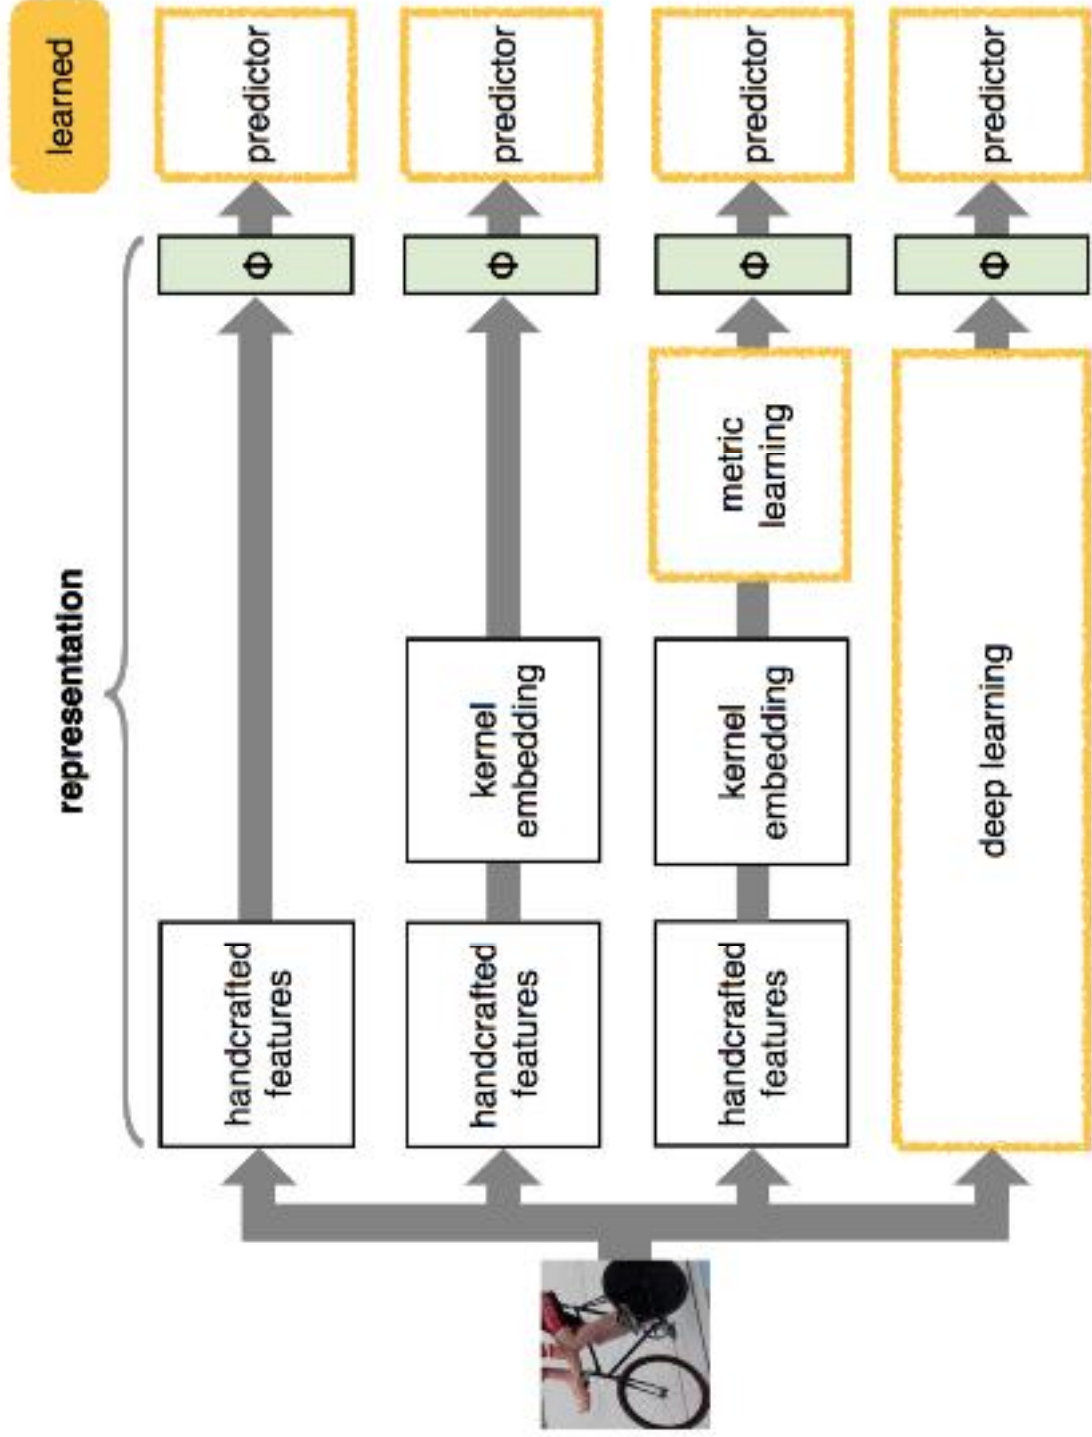 representation
learned
handcrafted
features
Φ
predictor
handcrafted
features
kernel
embedding
Φ
predictor
handcrafted
features
kernel
embedding
metric
learning
Φ
predictor
deep learning
Φ
predictor